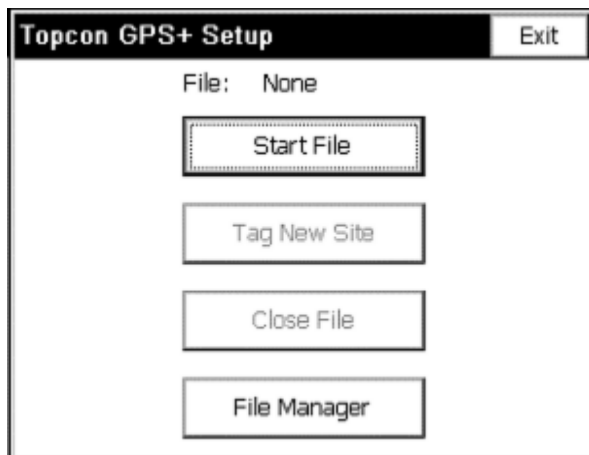 Topcon GPS+ Setup Exit
File: None
Start File
Tag New Site
Close File
File Manager